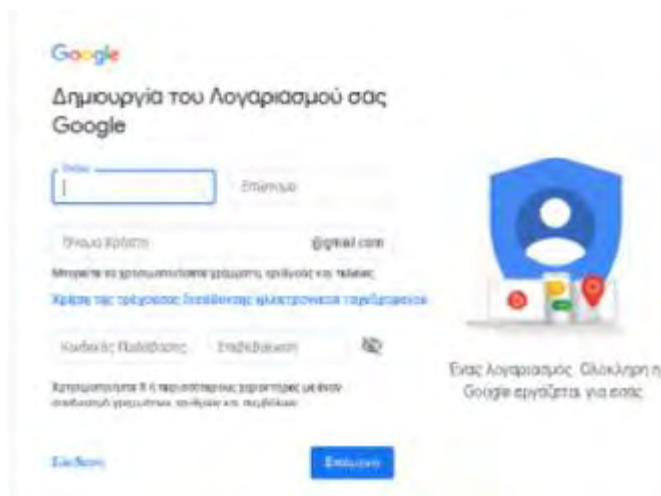 Google
Δημιουργία του Λογαριασμού σας
Google
Όνομα
Επώνυμο
Όνομα Χρήστη @gmail.com
Μπορείτε να χρησιμοποιήσετε γράμματα, αριθμούς και τελείες
Χρήση της τρέχουσας διεύθυνσης ηλεκτρονικού ταχυδρομείου
Κωδικός Πρόσβασης Επιβεβαίωση
Χρησιμοποιήστε 8 ή περισσότερους χαρακτήρες με έναν
συνδυασμό γραμμάτων, αριθμών και συμβόλων
Ένας λογαριασμός. Ολόκληρη η
Google εργάζεται για εσάς.
Σύνδεση
Επόμενο